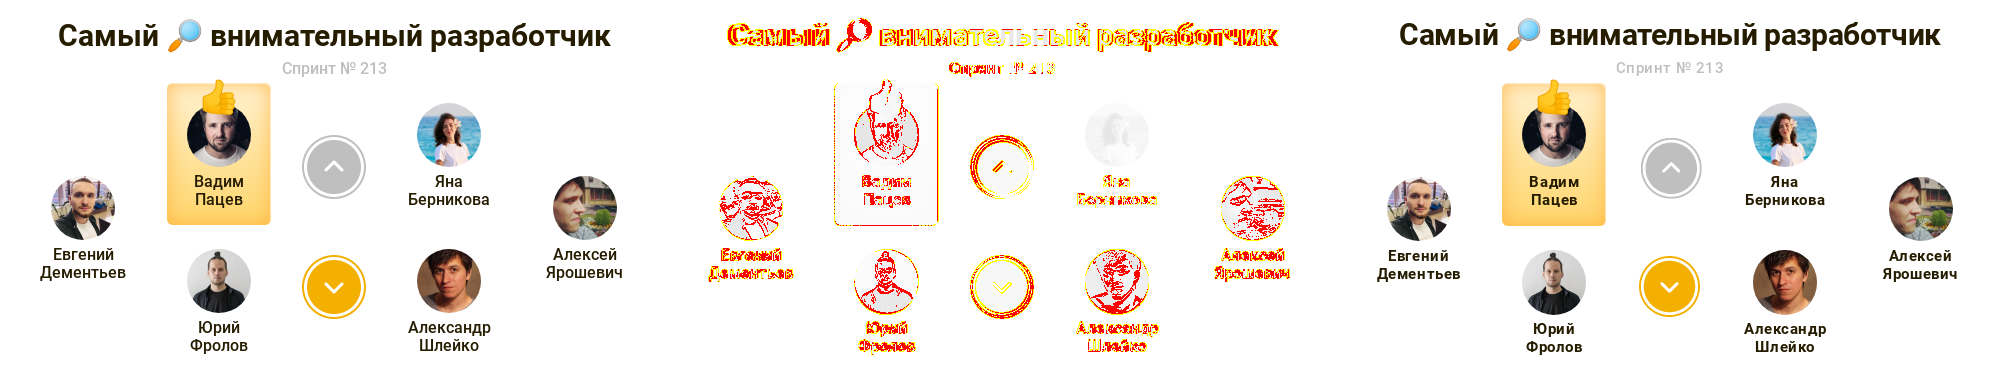 Самый 🔎 внимательный разработчик
Спринт № 213
Вадим
Пацев
Яна
Берникова
Евгений
Дементьев
Алексей
Ярошевич
Юрий
Фролов
Александр
Шлейко
Самый 🔎 внимательный разработчик
Спринт № 213
Вадим
Пацев
Яна
Берникова
Евгений
Дементьев
Алексей
Ярошевич
Юрий
Фролов
Александр
Шлейко
Самый 🔎 внимательный разработчик
Спринт № 213
Вадим
Пацев
Яна
Берникова
Евгений
Дементьев
Алексей
Ярошевич
Юрий
Фролов
Александр
Шлейко